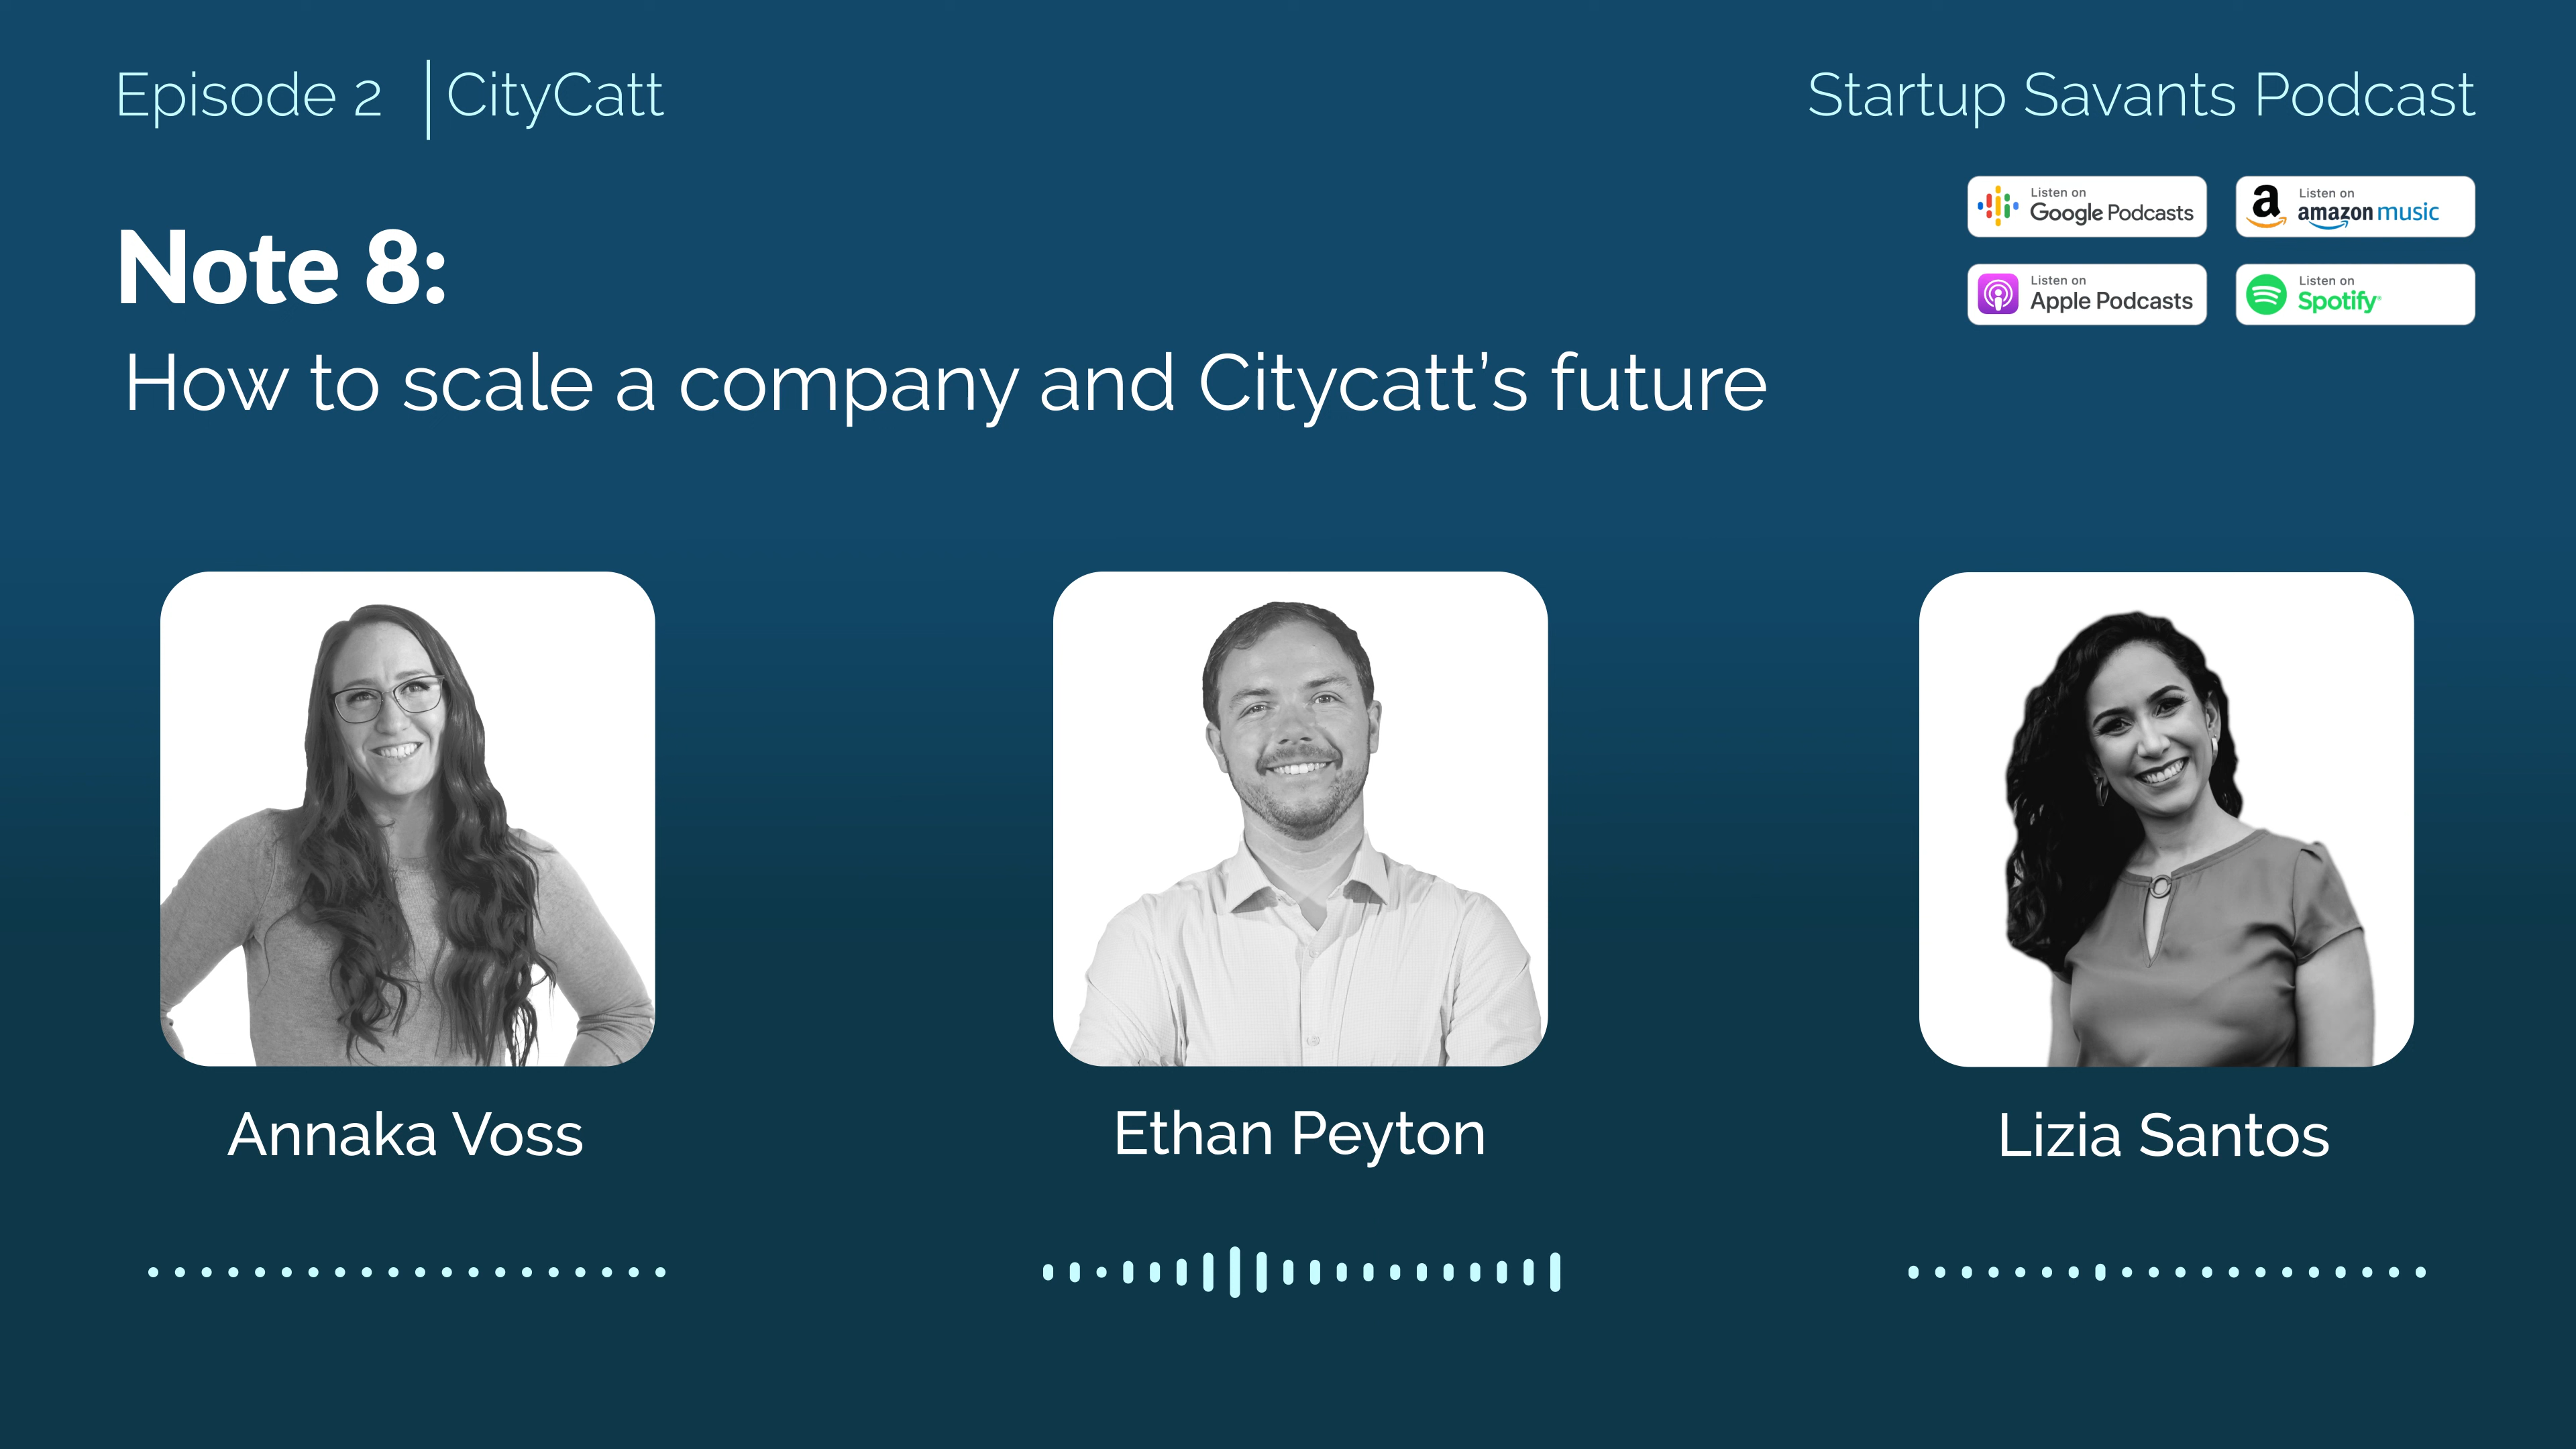 Episode 2 | CityCatt
Startup Savants Podcast
Listen on
Google Podcasts
Listen on
amazon music
Listen on
Apple Podcasts
Listen on
Spotify
Note 8:
How to scale a company and Citycatt’s future
Annaka Voss
Ethan Peyton
Lizia Santos